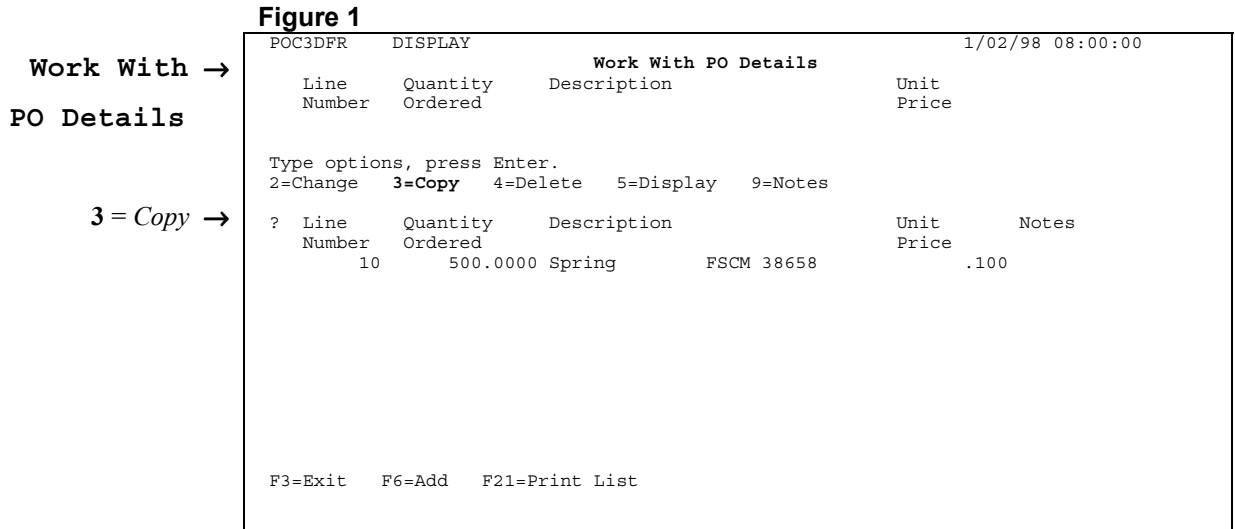 Figure 1
POC3DFR DISPLAY 1/02/98 08:00:00
Work With →
PO Details
Work With PO Details
Line Quantity Description Unit
Number Ordered Price
Type options, press Enter.
2=Change 3=Copy 4=Delete 5=Display 9=Notes
3 = Copy →
? Line Quantity Description Unit Notes
Number Ordered Price
10 500.0000 Spring FSCM 38658 .100
F3=Exit F6=Add F21=Print List